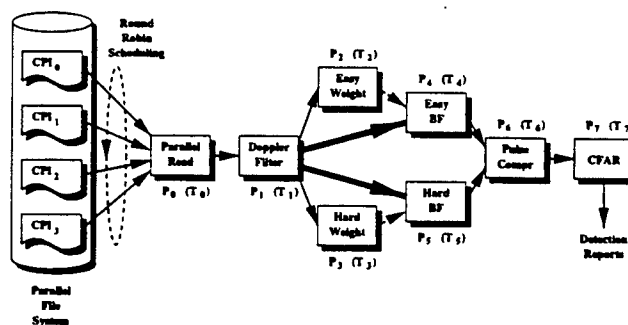 Round
Robin
Scheduling
CPI 0
CPI 1
CPI 2
CPI 3
Parallel
File
System
Parallel
Read
P0 (T0)
Doppler
Filter
P1 (T1)
P2 (T2)
Easy
Weight
Hard
Weight
P3 (T3)
P4 (T4)
Easy
BF
Hard
BF
P5 (T5)
P6 (T6)
Pulse
Compr
P7 (T7
CFAR
Detection
Reports